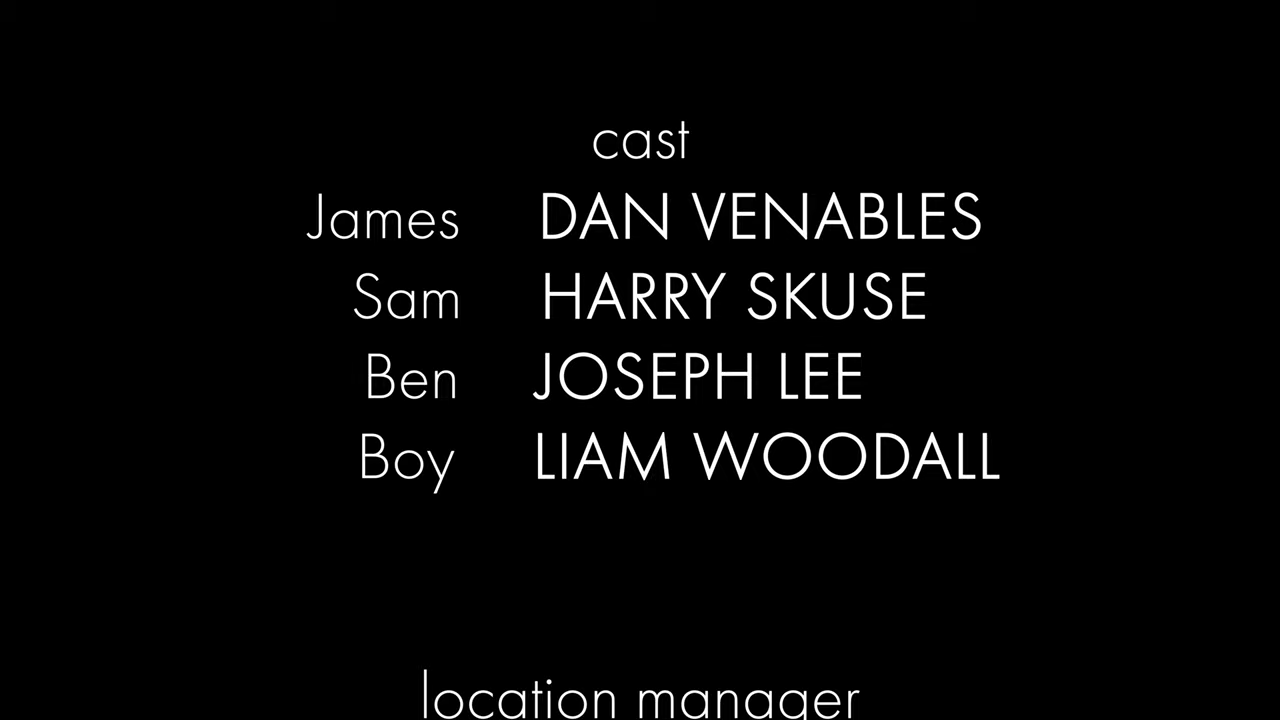 cast
James DAN VENABLES
Sam HARRY SKUSE
Ben JOSEPH LEE
Boy LIAM WOODALL
location manager